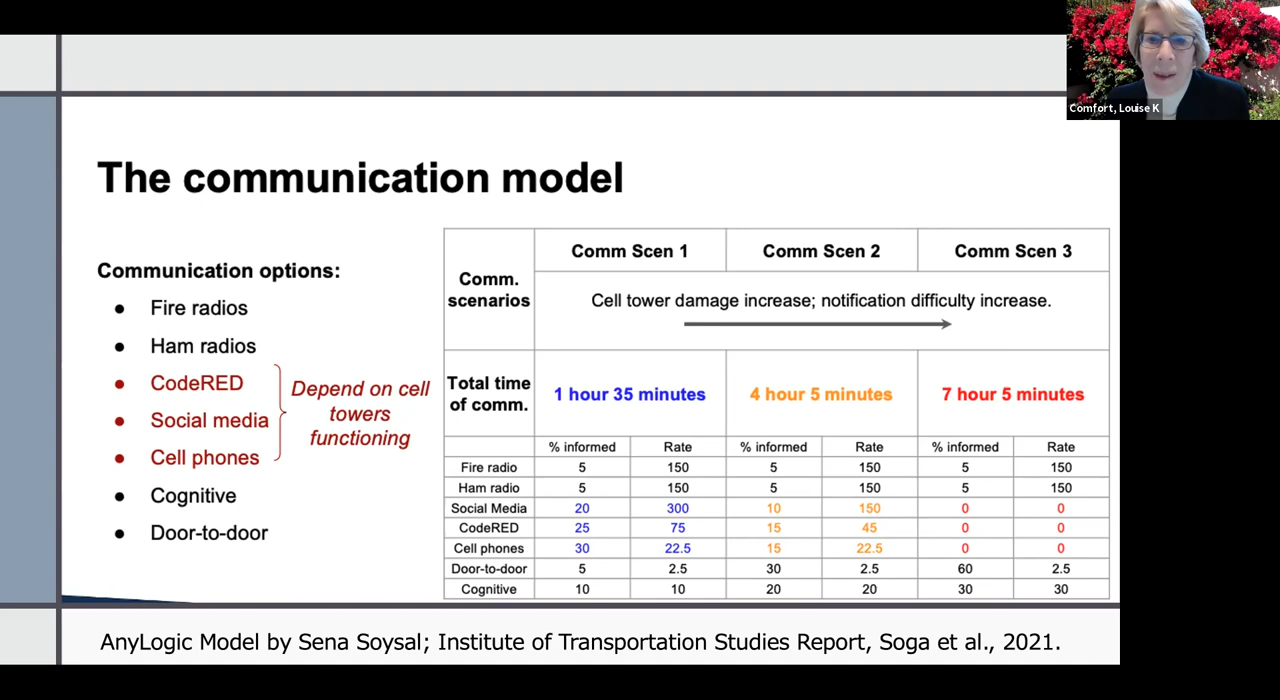 Comfort, Louise K
The communication model
Communication options:
● Fire radios
● Ham radios
● CodeRED
● Social media
● Cell phones
● Cognitive
● Door-to-door
Depend on cell
towers
functioning
Comm.
scenarios
Comm Scen 1 Comm Scen 2 Comm Scen 3
Cell tower damage increase; notification difficulty increase.
Total time
of comm.
1 hour 35 minutes 4 hour 5 minutes 7 hour 5 minutes
% informed Rate % informed Rate % informed Rate
Fire radio 5 150 5 150 5 150
Ham radio 5 150 5 150 5 150
Social Media 20 300 10 150 0 0
CodeRED 25 75 15 45 0 0
Cell phones 30 22.5 15 22.5 0 0
Door-to-door 5 2.5 30 2.5 60 2.5
Cognitive 10 10 20 20 30 30
AnyLogic Model by Sena Soysal; Institute of Transportation Studies Report, Soga et al., 2021.